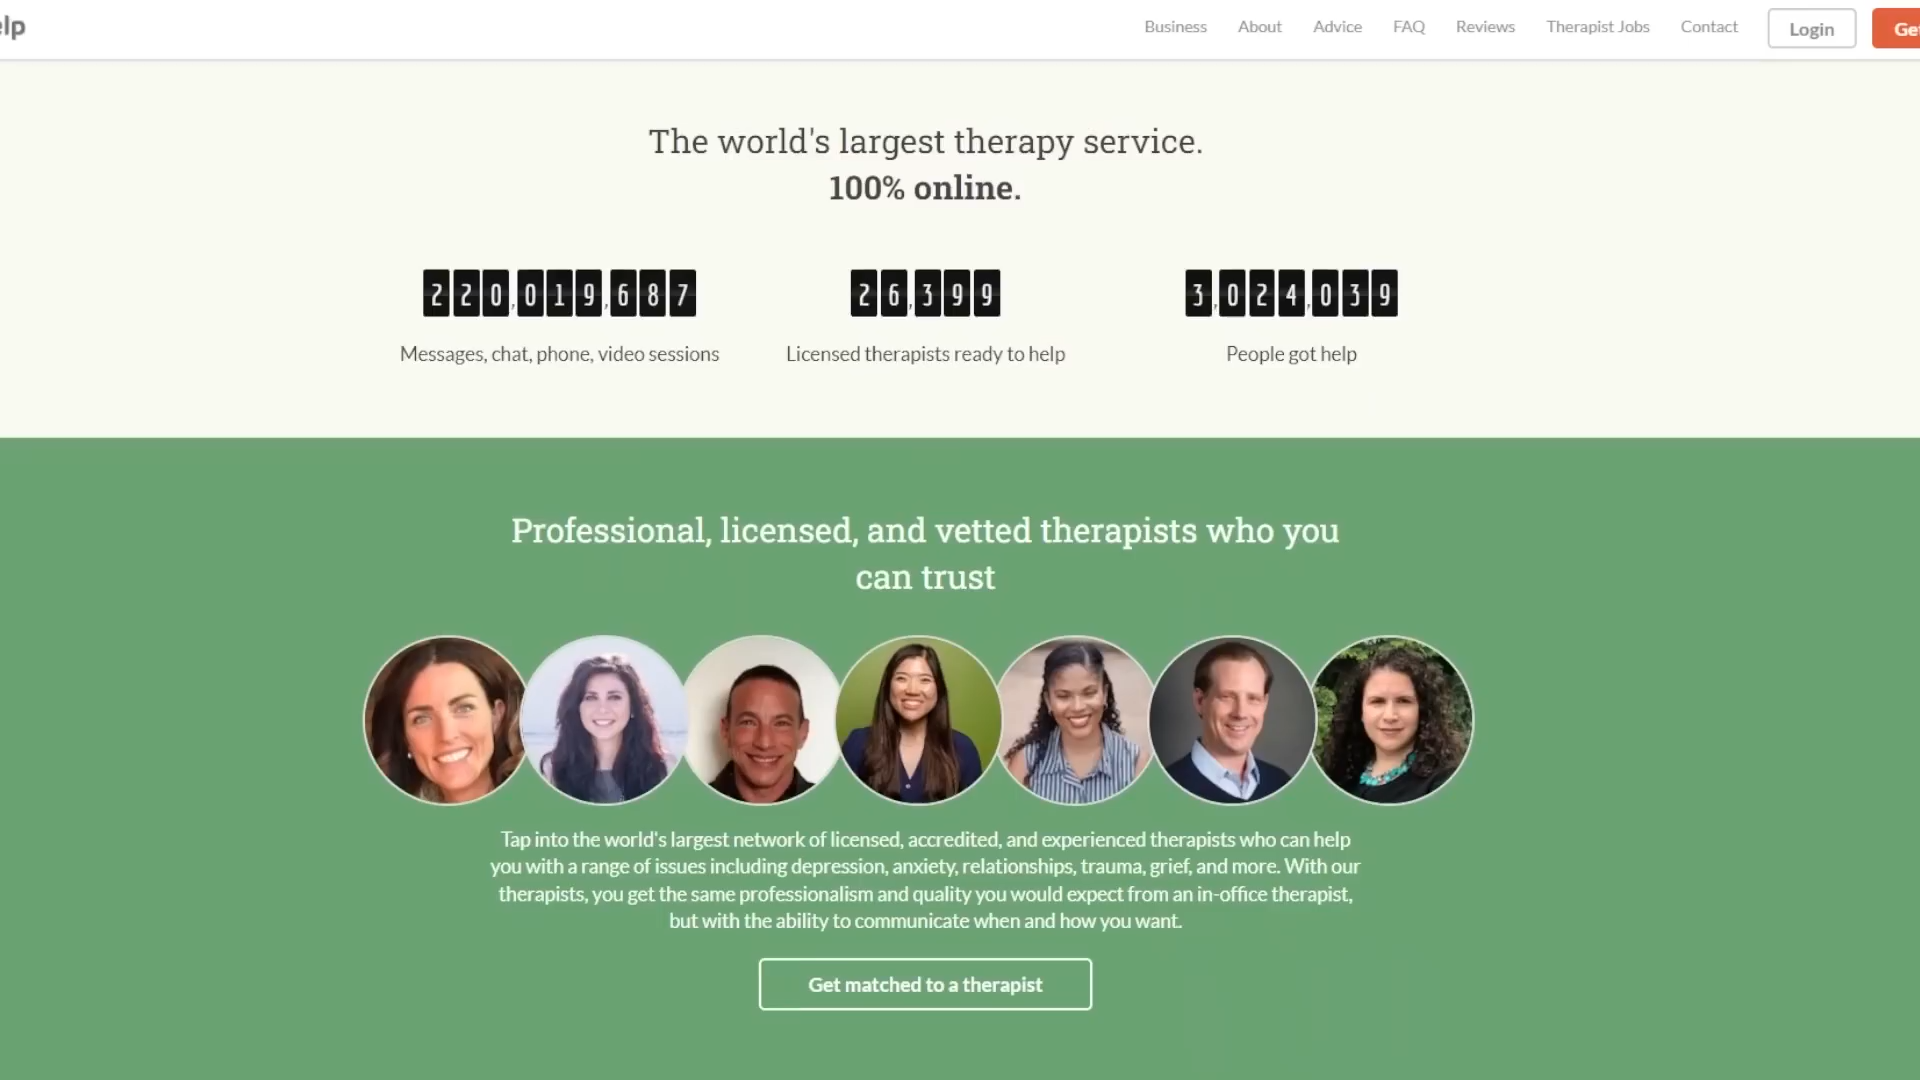 elp
Business About Advice FAQ Reviews Therapist Jobs Contact Login Get
The world's largest therapy service.
100% online.
220,019,687 26,399 3,024,039
Messages, chat, phone, video sessions Licensed therapists ready to help People got help
Professional, licensed, and vetted therapists who you
can trust
Tap into the world's largest network of licensed, accredited, and experienced therapists who can help
you with a range of issues including depression, anxiety, relationships, trauma, grief, and more. With our
therapists, you get the same professionalism and quality you would expect from an in-office therapist,
but with the ability to communicate when and how you want.
Get matched to a therapist